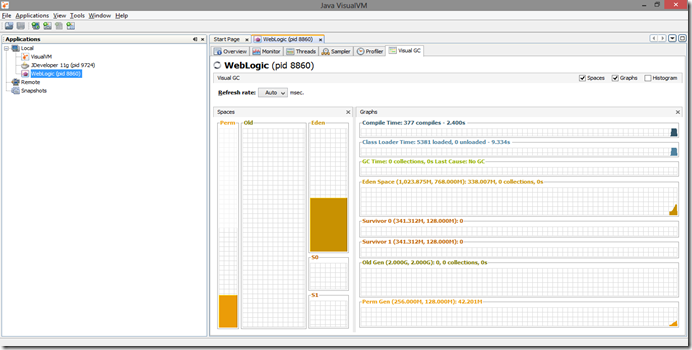 Java VisualVM
File Applications View Tools Window Help
Applications
Local
VisualVM
JDeveloper 11g (pid 9724)
WebLogic (pid 8860)
Remote
Snapshots
Start Page WebLogic (pid 8860)
Overview Monitor Threads Sampler Profiler Visual GC
WebLogic (pid 8860)
Visual GC Spaces Graphs Histogram
Refresh rate: Auto msec.
Spaces
Perm Old Eden
S0
S1
Graphs
Compile Time: 377 compiles - 2.400s
Class Loader Time: 5381 loaded, 0 unloaded - 9.334s
GC Time: 0 collections, 0s Last Cause: No GC
Eden Space (1,023.875M, 768.000M): 338.007M, 0 collections, 0s
Survivor 0 (341.312M, 128.000M): 0
Survivor 1 (341.312M, 128.000M): 0
Old Gen (2.000G, 2.000G): 0, 0 collections, 0s
Perm Gen (256.000M, 128.000M): 42.201M